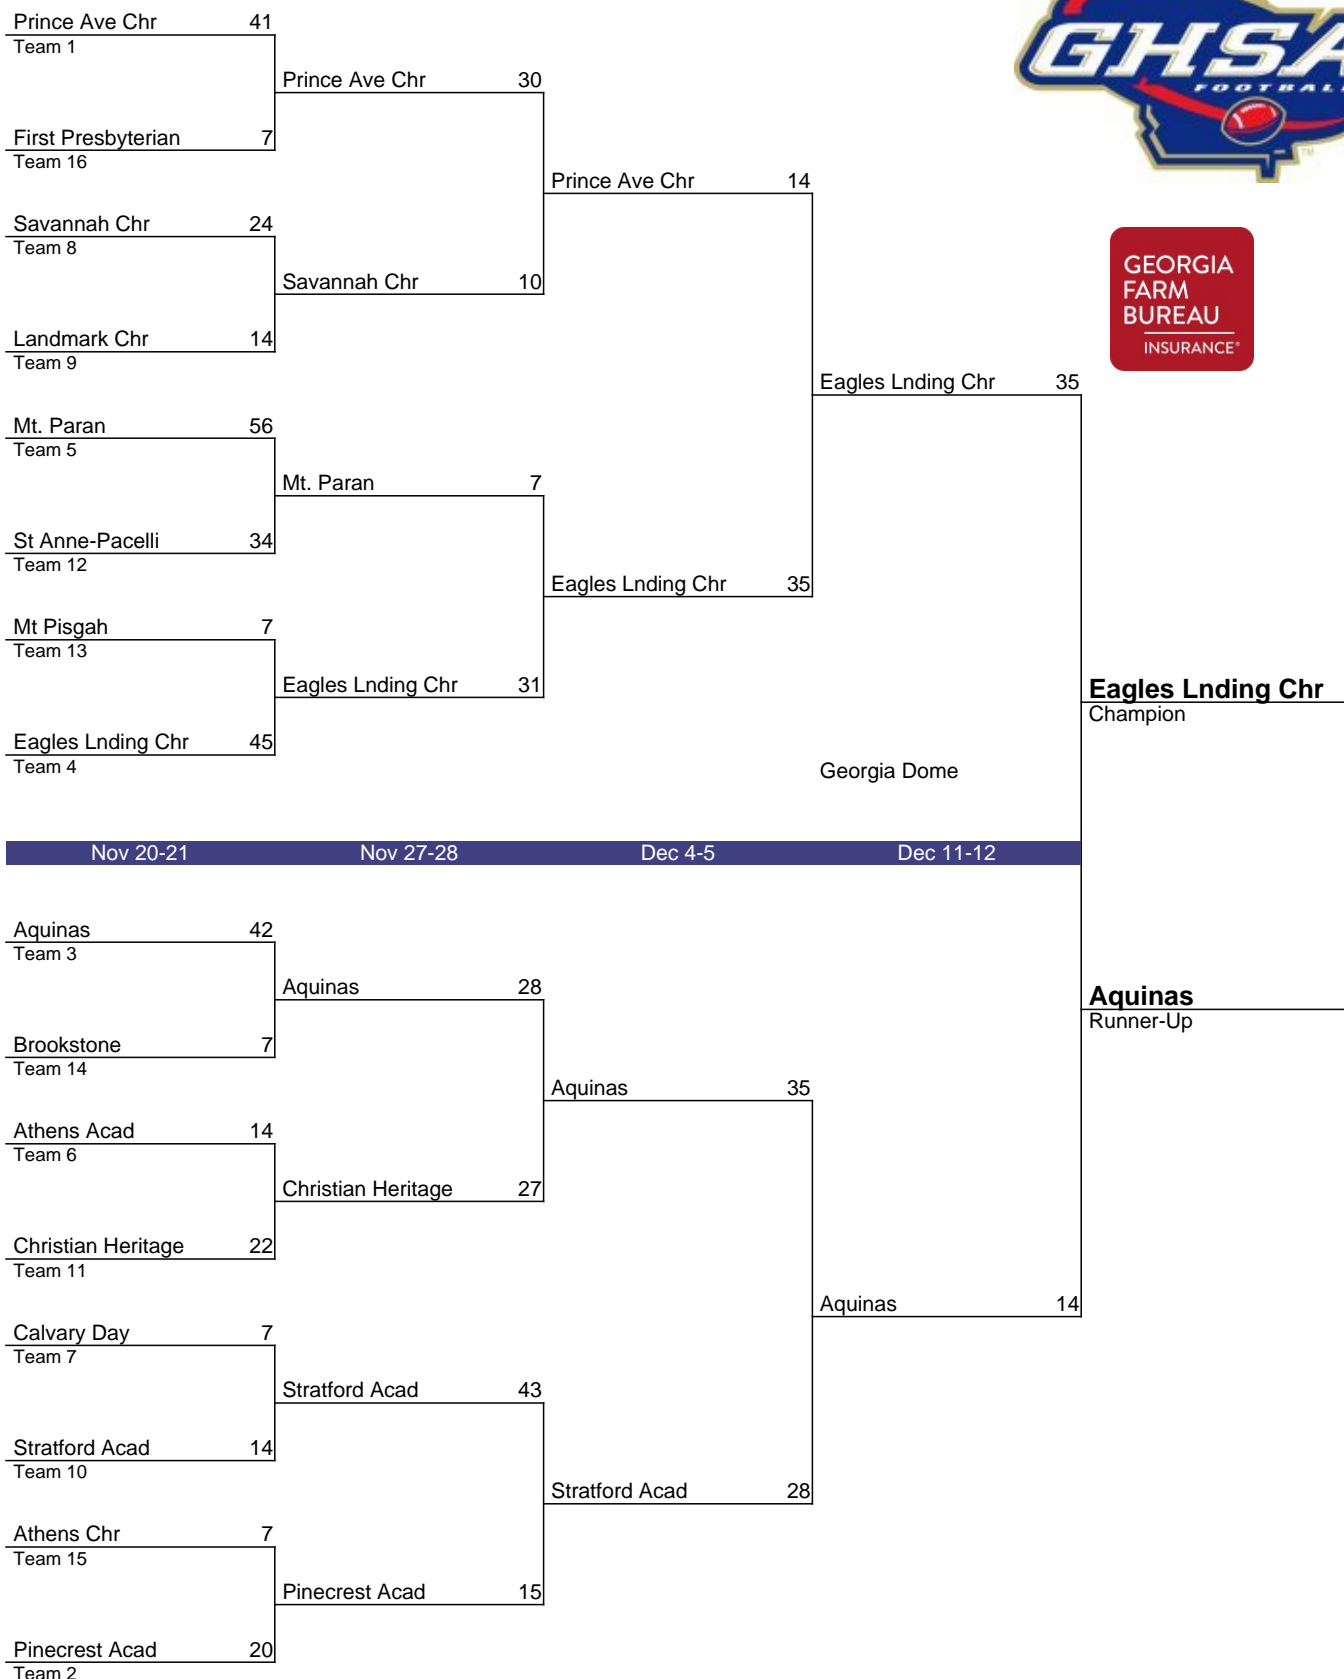 Prince Ave Chr 41
Team 1
Prince Ave Chr 30
First Presbyterian 7
Team 16
Prince Ave Chr 14
Savannah Chr 24
Team 8
Savannah Chr 10
Landmark Chr 14
Team 9
Eagles Lnding Chr 35
Mt. Paran 56
Team 5
Mt. Paran 7
St Anne-Pacelli 34
Team 12
Eagles Lnding Chr 35
Mt Pisgah 7
Team 13
Eagles Lnding Chr 31
Eagles Lnding Chr
Champion
Eagles Lnding Chr 45
Team 4
Georgia Dome
GHSA
FOOTBALL
TM
GEORGIA
FARM
BUREAU
INSURANCE®
Nov 20-21 Nov 27-28 Dec 4-5 Dec 11-12
Aquinas 42
Team 3
Aquinas 28
Aquinas
Runner-Up
Brookstone 7
Team 14
Aquinas 35
Athens Acad 14
Team 6
Christian Heritage 27
Christian Heritage 22
Team 11
Aquinas 14
Calvary Day 7
Team 7
Stratford Acad 43
Stratford Acad 14
Team 10
Stratford Acad 28
Athens Chr 7
Team 15
Pinecrest Acad 15
Pinecrest Acad 20
Team 2